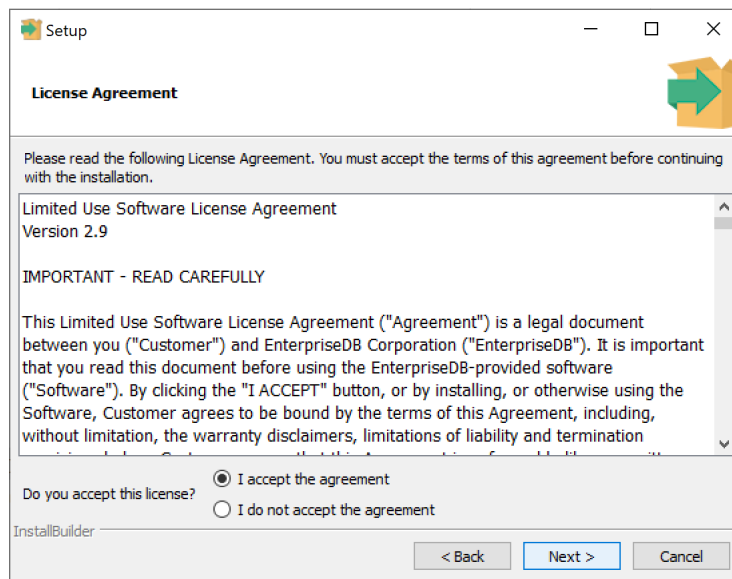 Setup
License Agreement
Please read the following License Agreement. You must accept the terms of this agreement before continuing
with the installation.
Limited Use Software License Agreement
Version 2.9
IMPORTANT - READ CAREFULLY
This Limited Use Software License Agreement ("Agreement") is a legal document
between you ("Customer") and EnterpriseDB Corporation ("EnterpriseDB"). It is important
that you read this document before using the EnterpriseDB-provided software
("Software"). By clicking the "I ACCEPT" button, or by installing, or otherwise using the
Software, Customer agrees to be bound by the terms of this Agreement, including,
without limitation, the warranty disclaimers, limitations of liability and termination
Do you accept this license?
I accept the agreement
I do not accept the agreement
InstallBuilder
< Back
Next >
Cancel